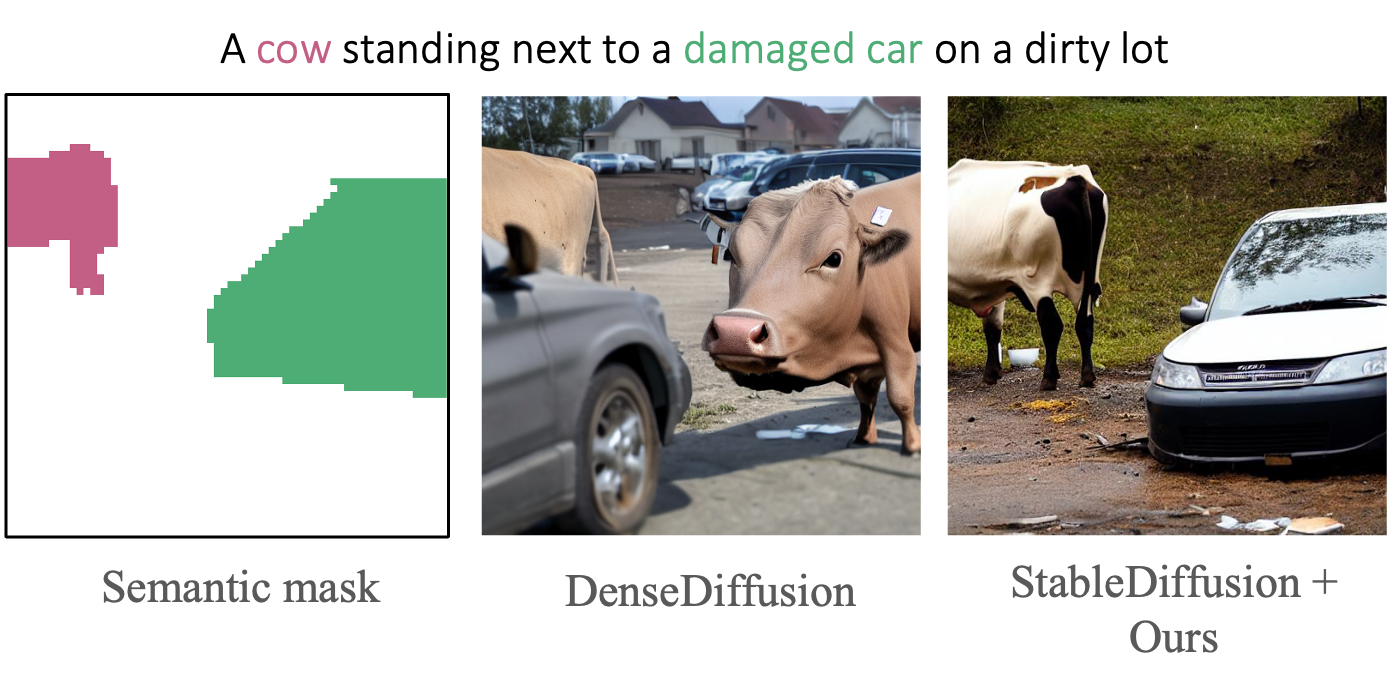 A cow standing next to a damaged car on a dirty lot
Semantic mask
DenseDiffusion
StableDiffusion +
Ours